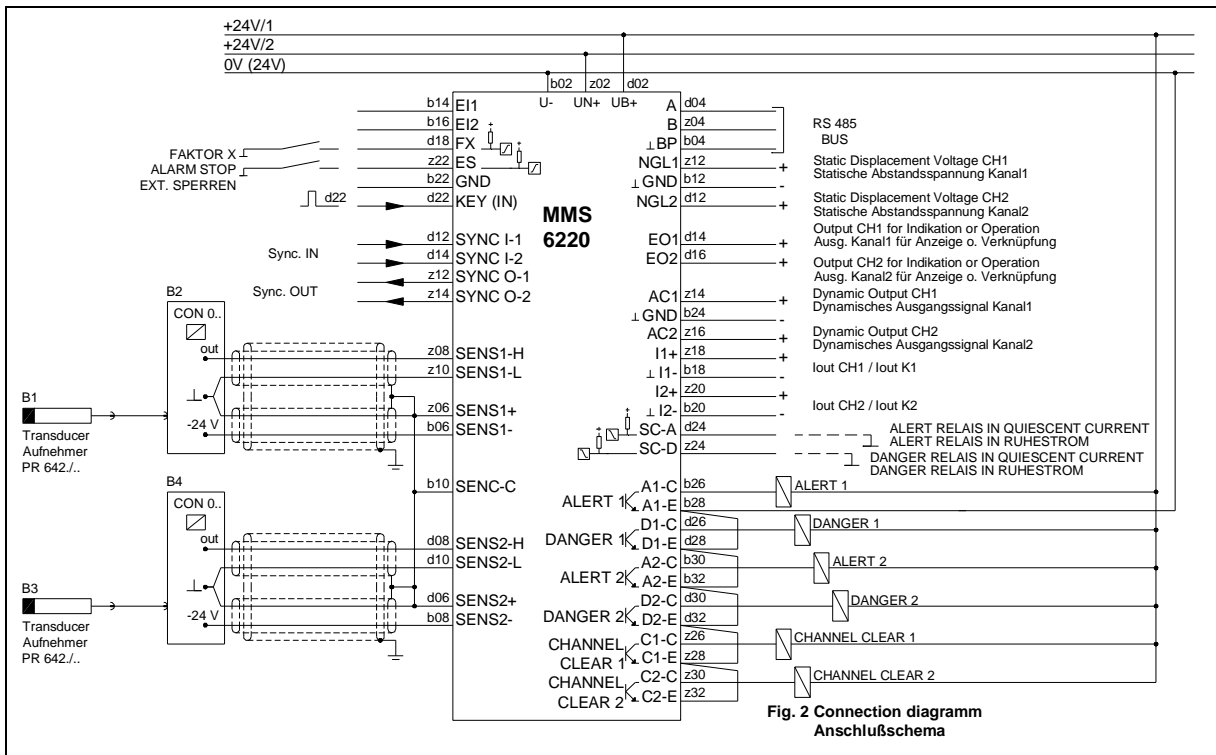 +24V/1
+24V/2
0V (24V)
b02 z02 d02
U- UN+ UB+
MMS
6220
b14 EI1
b16 EI2
d18 FX
z22 ES
b22 GND
d22 KEY (IN)
FAKTOR X
ALARM STOP
EXT. SPERREN
d22
d12 SYNC I-1
d14 SYNC I-2
z12 SYNC O-1
z14 SYNC O-2
Sync. IN
Sync. OUT
B2
CON 0..
out
⊥
-24 V
z08 SENS1-H
z10 SENS1-L
z06 SENS1+
b06 SENS1-
B1
Transducer
Aufnehmer
PR 642./..
b10 SENC-C
B4
CON 0..
out
⊥
-24 V
d08 SENS2-H
d10 SENS2-L
d06 SENS2+
b08 SENS2-
B3
Transducer
Aufnehmer
PR 642./..
A d04
B z04
⊥BP b04
RS 485
BUS
NGL1 z12 +
⊥GND b12 -
Static Displacement Voltage CH1
Statische Abstandsspannung Kanal1
NGL2 d12 +
Static Displacement Voltage CH2
Statische Abstandsspannung Kanal2
EO1 d14 +
Output CH1 for Indikation or Operation
Ausg. Kanal1 für Anzeige o. Verknüpfung
EO2 d16 +
Output CH2 for Indikation or Operation
Ausg. Kanal2 für Anzeige o. Verknüpfung
AC1 z14 +
⊥GND b24 -
Dynamic Output CH1
Dynamisches Ausgangssignal Kanal1
AC2 z16 +
Dynamic Output CH2
Dynamisches Ausgangssignal Kanal2
I1+ z18 +
⊥ I1- b18 -
Iout CH1 / Iout K1
I2+ z20 +
⊥ I2- b20 -
Iout CH2 / Iout K2
SC-A d24
ALERT RELAIS IN QUIESCENT CURRENT
ALERT RELAIS IN RUHESTROM
SC-D z24
DANGER RELAIS IN QUIESCENT CURRENT
DANGER RELAIS IN RUHESTROM
ALERT 1 A1-C b26 ALERT 1
A1-E b28
DANGER 1 D1-C d26 DANGER 1
D1-E d28
ALERT 2 A2-C b30 ALERT 2
A2-E b32
DANGER 2 D2-C d30 DANGER 2
D2-E d32
CHANNEL
CLEAR 1
C1-C z26 CHANNEL CLEAR 1
C1-E z28
CHANNEL
CLEAR 2
C2-C z30 CHANNEL CLEAR 2
C2-E z32
Fig. 2 Connection diagramm
Anschlußschema